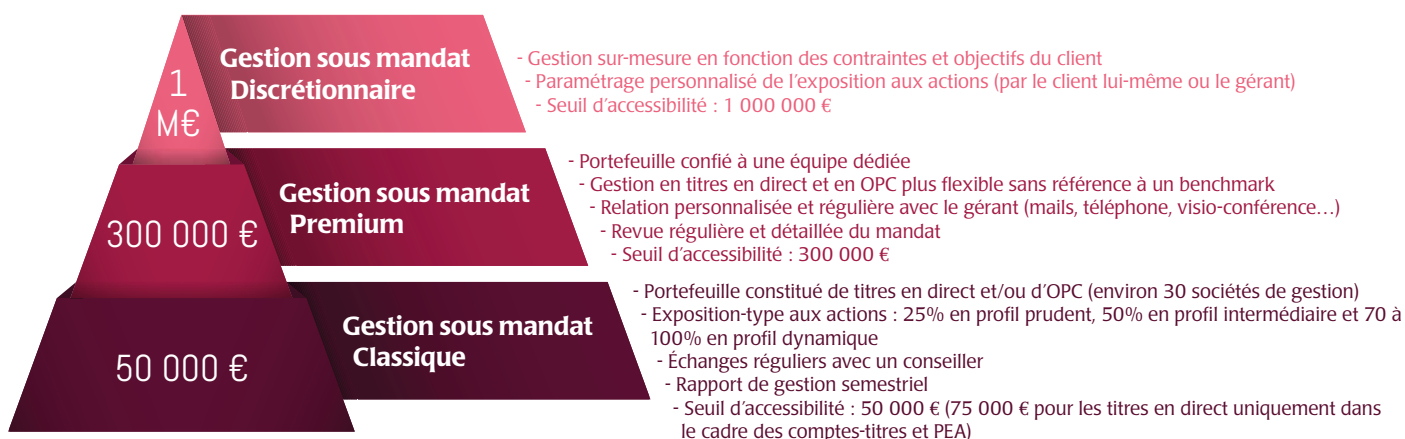 1
M€
Gestion sous mandat
Discrétionnaire
- Gestion sur-mesure en fonction des contraintes et objectifs du client
- Paramétrage personnalisé de l’exposition aux actions (par le client lui-même ou le gérant)
- Seuil d’accessibilité : 1 000 000 €
300 000 €
Gestion sous mandat
Premium
- Portefeuille confié à une équipe dédiée
- Gestion en titres en direct et en OPC plus flexible sans référence à un benchmark
- Relation personnalisée et régulière avec le gérant (mails, téléphone, visio-conférence…)
- Revue régulière et détaillée du mandat
- Seuil d’accessibilité : 300 000 €
50 000 €
Gestion sous mandat
Classique
- Portefeuille constitué de titres en direct et/ou d’OPC (environ 30 sociétés de gestion)
- Exposition-type aux actions : 25% en profil prudent, 50% en profil intermédiaire et 70 à
100% en profil dynamique
- Échanges réguliers avec un conseiller
- Rapport de gestion semestriel
- Seuil d’accessibilité : 50 000 € (75 000 € pour les titres en direct uniquement dans
le cadre des comptes-titres et PEA)